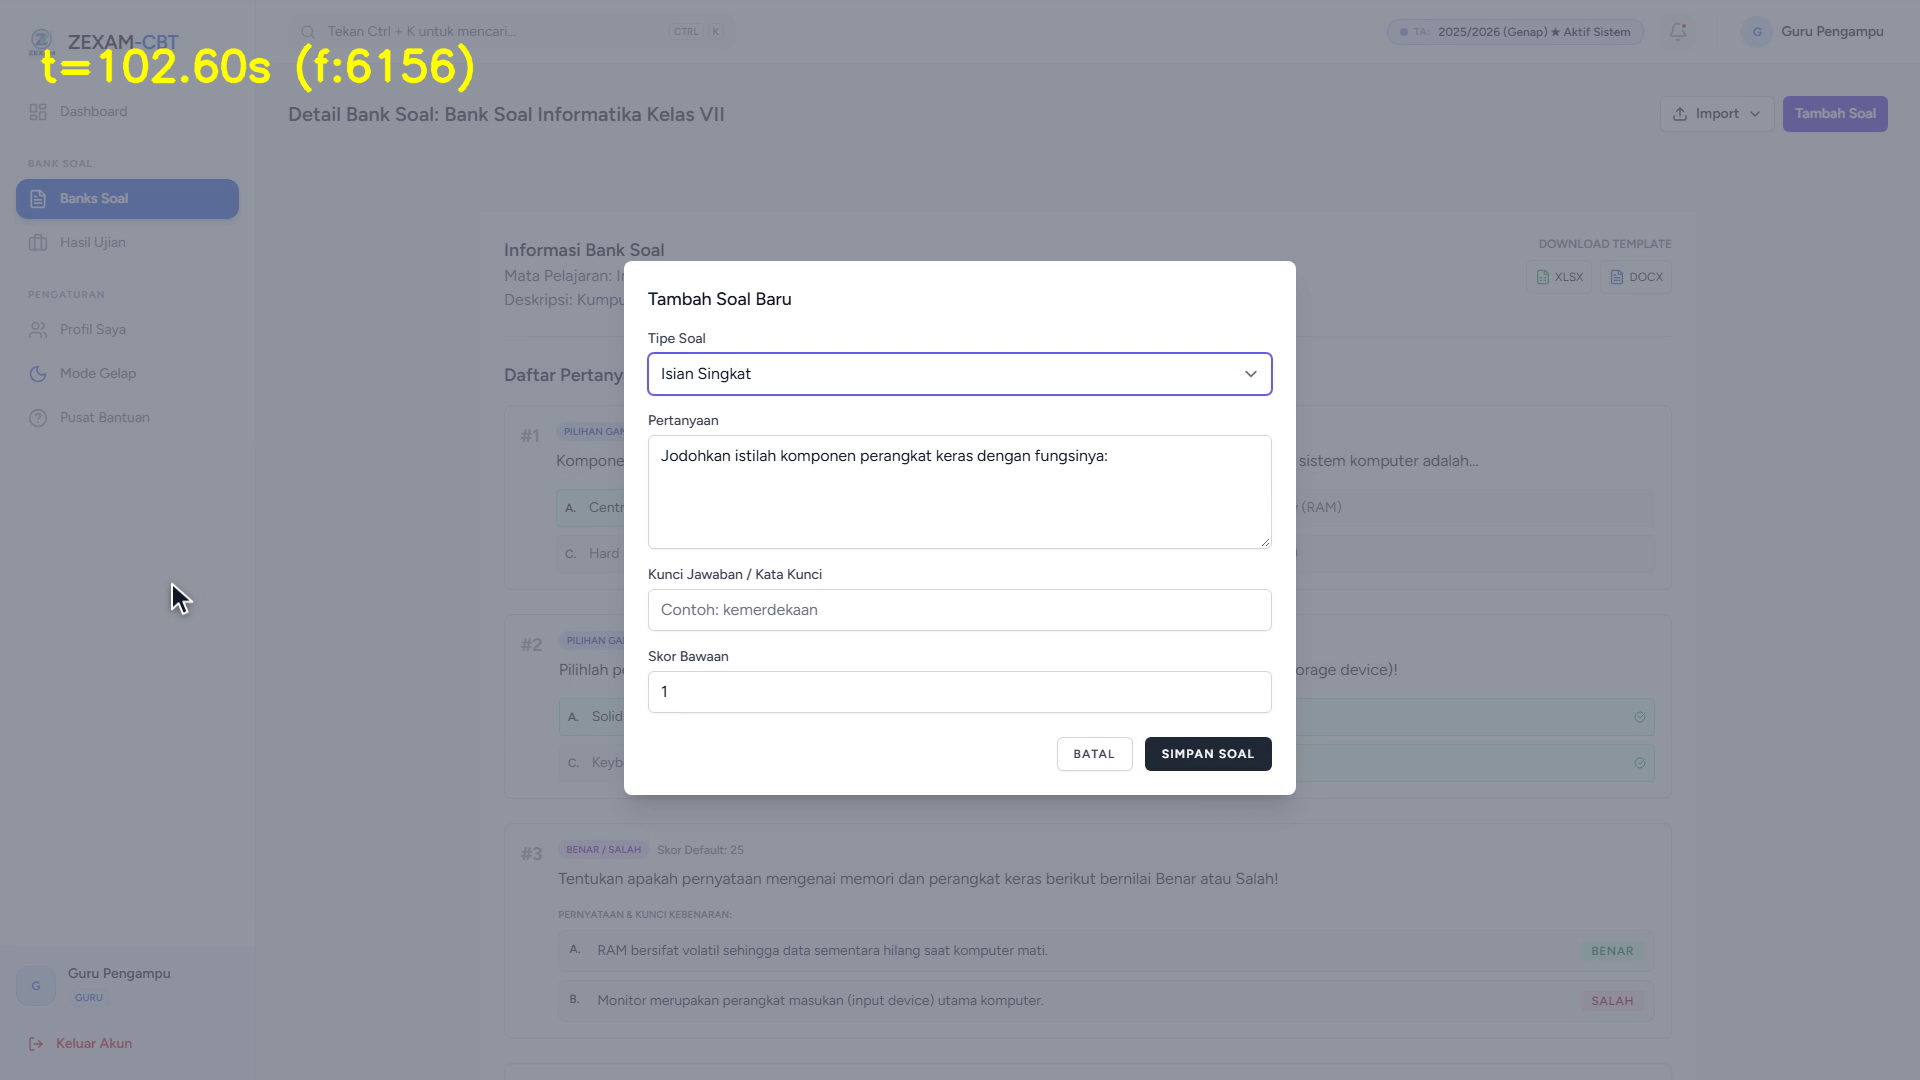 ZEXAM-CBT
t=102.60s (f:6156)
Tekan Ctrl + K untuk mencari...
CTRL K
TA: 2025/2026 (Genap) ★ Aktif Sistem
G
Guru Pengampu
Dashboard
BANK SOAL
Banks Soal
Hasil Ujian
PENGATURAN
Profil Saya
Mode Gelap
Pusat Bantuan
Detail Bank Soal: Bank Soal Informatika Kelas VII
Import
Tambah Soal
Informasi Bank Soal
DOWNLOAD TEMPLATE
Mata Pelajaran:
XLSX
DOCX
Deskripsi:
Tambah Soal Baru
Tipe Soal
Isian Singkat
Pertanyaan
Jodohkan istilah komponen perangkat keras dengan fungsinya:
Kunci Jawaban / Kata Kunci
Contoh: kemerdekaan
Skor Bawaan
1
BATAL
SIMPAN SOAL
Daftar
#1
PILIHAN
sistem komputer adalah...
A.
(RAM)
C. Hard
#2
PILIHAN
device)!
A.
C.
#3
BENAR / SALAH
Skor Default: 25
Tentukan apakah pernyataan mengenai memori dan perangkat keras berikut bernilai Benar atau Salah!
PERNYATAAN & KUNCI KEBENARAN:
A. RAM bersifat volatil sehingga data sementara hilang saat komputer mati.
BENAR
B. Monitor merupakan perangkat masukan (input device) utama komputer.
SALAH
G
Guru Pengampu
GURU
Keluar Akun